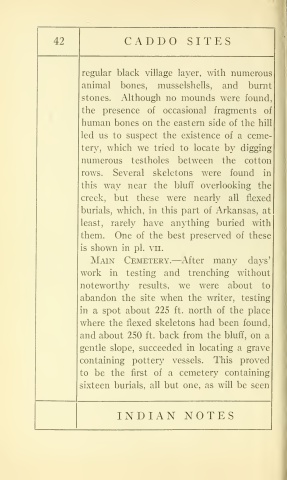 42
CADDO SITES
regular black village layer, with numerous
animal bones, musselshells, and burnt
stones. Although no mounds were found,
the presence of occasional fragments of
human bones on the eastern side of the hill
led us to suspect the existence of a ceme-
tery, which we tried to locate by digging
numerous testholes between the cotton
rows. Several skeletons were found in
this way near the bluff overlooking the
creek, but these were nearly all flexed
burials, which, in this part of Arkansas, at
least, rarely have anything buried with
them. One of the best preserved of these
is shown in pl. VII.
MAIN CEMETERY.—After many days'
work in testing and trenching without
noteworthy results, we were about to
abandon the site when the writer, testing
in a spot about 225 ft. north of the place
where the flexed skeletons had been found,
and about 250 ft. back from the bluff, on a
gentle slope, succeeded in locating a grave
containing pottery vessels. This proved
to be the first of a cemetery containing
sixteen burials, all but one, as will be seen
INDIAN NOTES